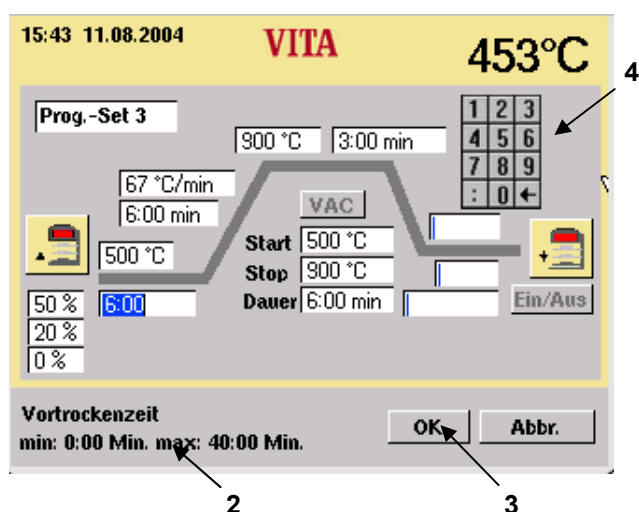 15:43 11.08.2004 VITA 453°C
4
Prog.-Set 3
1 2 3
4 5 6
7 8 9
: 0 ←
900 °C 3:00 min
67 °C/min
6:00 min
VAC
500 °C
Start 500 °C
Stop 900 °C
Dauer 6:00 min
Ein/Aus
50 % 6:00
20 %
0 %
Vortrockenzeit
min: 0:00 Min. max: 40:00 Min.
OK Abbr.
2 3